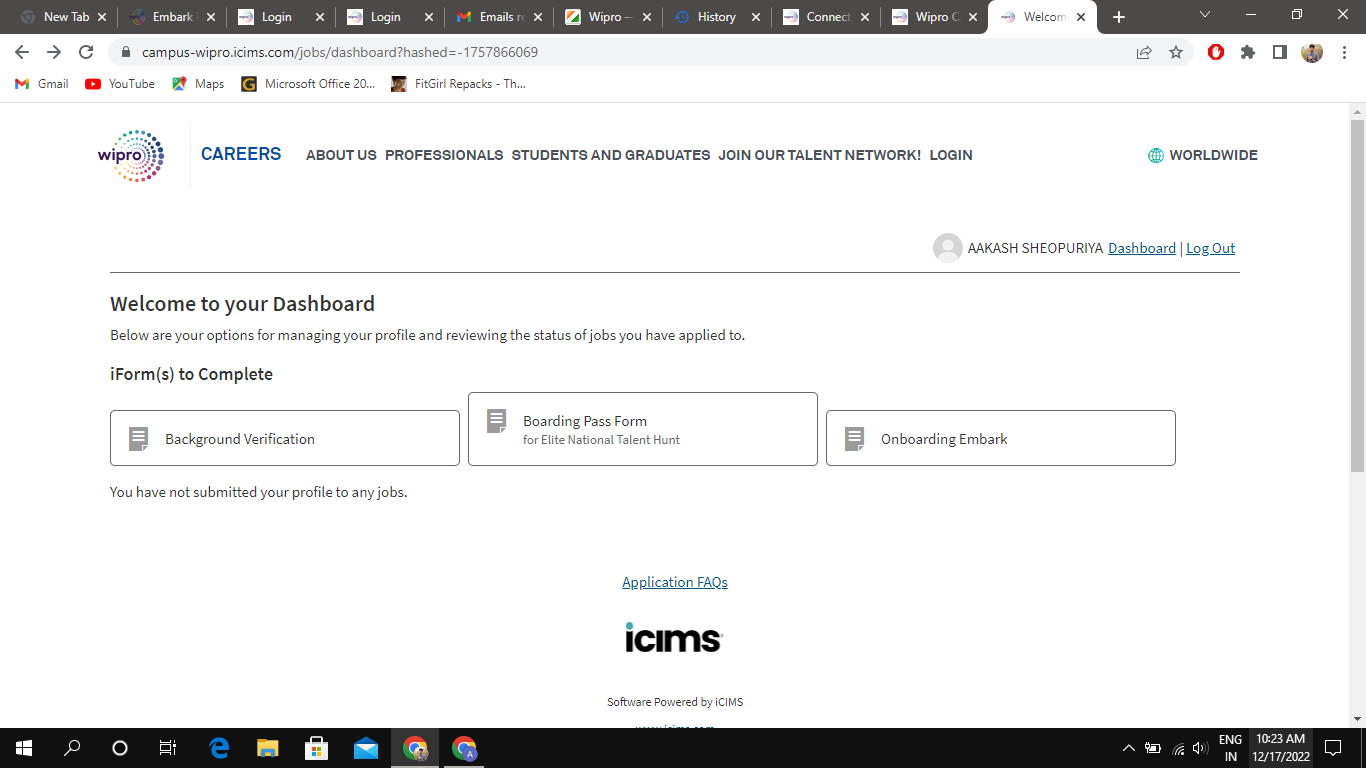 New Tab
Embark
Login
Login
Emails re
Wipro —
History
Connect
Wipro C
Welcom
campus-wipro.icims.com/jobs/dashboard?hashed=-1757866069
Gmail
YouTube
Maps
Microsoft Office 20...
FitGirl Repacks - Th...
wipro
CAREERS
ABOUT US PROFESSIONALS STUDENTS AND GRADUATES JOIN OUR TALENT NETWORK! LOGIN
WORLDWIDE
AAKASH SHEOPURIYA Dashboard | Log Out
Welcome to your Dashboard
Below are your options for managing your profile and reviewing the status of jobs you have applied to.
iForm(s) to Complete
Background Verification
Boarding Pass Form
for Elite National Talent Hunt
Onboarding Embark
You have not submitted your profile to any jobs.
Application FAQs
icims
Software Powered by iCIMS
www.icims.com
ENG
IN
10:23 AM
12/17/2022